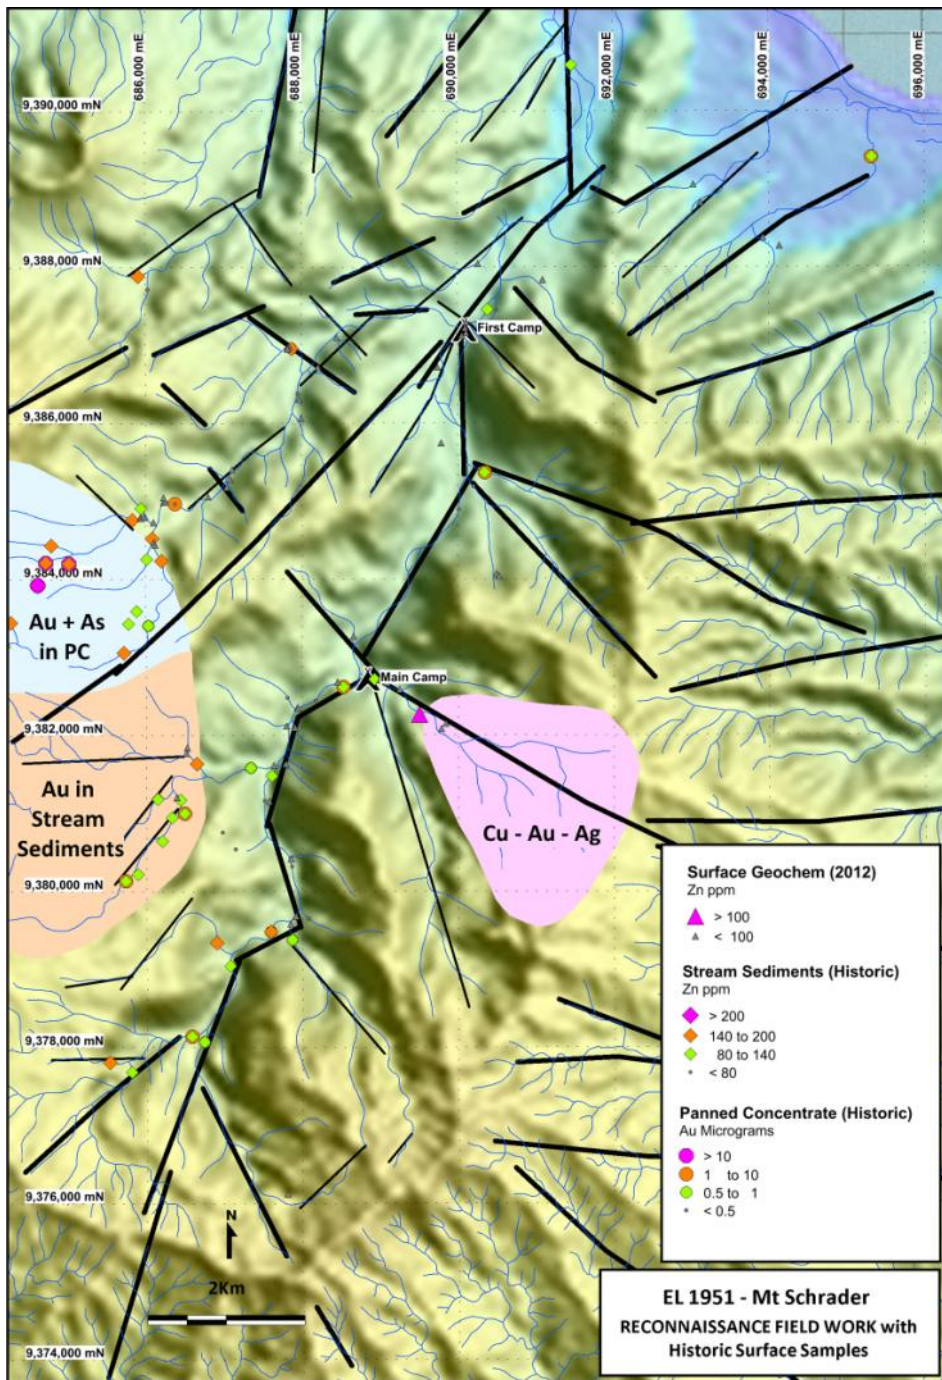 686,000 mE
688,000 mE
690,000 mE
692,000 mE
694,000 mE
696,000 mE
9,390,000 mN
9,388,000 mN
First Camp
9,386,000 mN
9,384,000 mN
Au + As
in PC
Main Camp
9,382,000 mN
Au in
Stream
Sediments
Cu - Au - Ag
9,380,000 mN
9,378,000 mN
9,376,000 mN
9,374,000 mN
N
2Km
Surface Geochem (2012)
Zn ppm
> 100
< 100
Stream Sediments (Historic)
Zn ppm
> 200
140 to 200
80 to 140
< 80
Panned Concentrate (Historic)
Au Micrograms
> 10
1 to 10
0.5 to 1
< 0.5
EL 1951 - Mt Schrader
RECONNAISSANCE FIELD WORK with
Historic Surface Samples